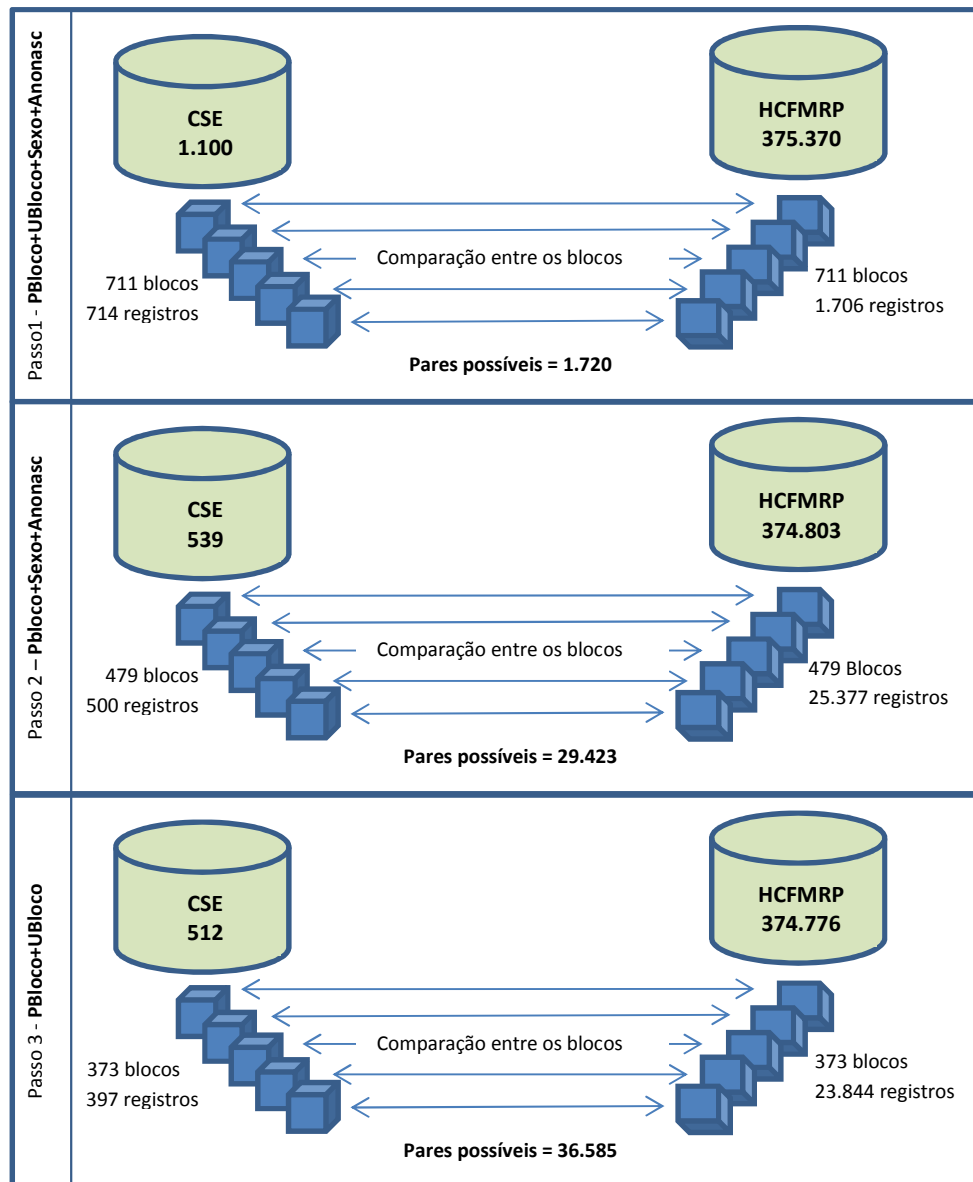 Passo1 - PBloco+UBloco+Sexo+Anonasc
CSE
1.100
HCFMRP
375.370
Comparação entre os blocos
711 blocos
714 registros
711 blocos
1.706 registros
Pares possíveis = 1.720
Passo 2 – Pbloco+Sexo+Anonasc
CSE
539
HCFMRP
374.803
Comparação entre os blocos
479 blocos
500 registros
479 Blocos
25.377 registros
Pares possíveis = 29.423
Passo 3 - PBloco+UBloco
CSE
512
HCFMRP
374.776
Comparação entre os blocos
373 blocos
397 registros
373 blocos
23.844 registros
Pares possíveis = 36.585